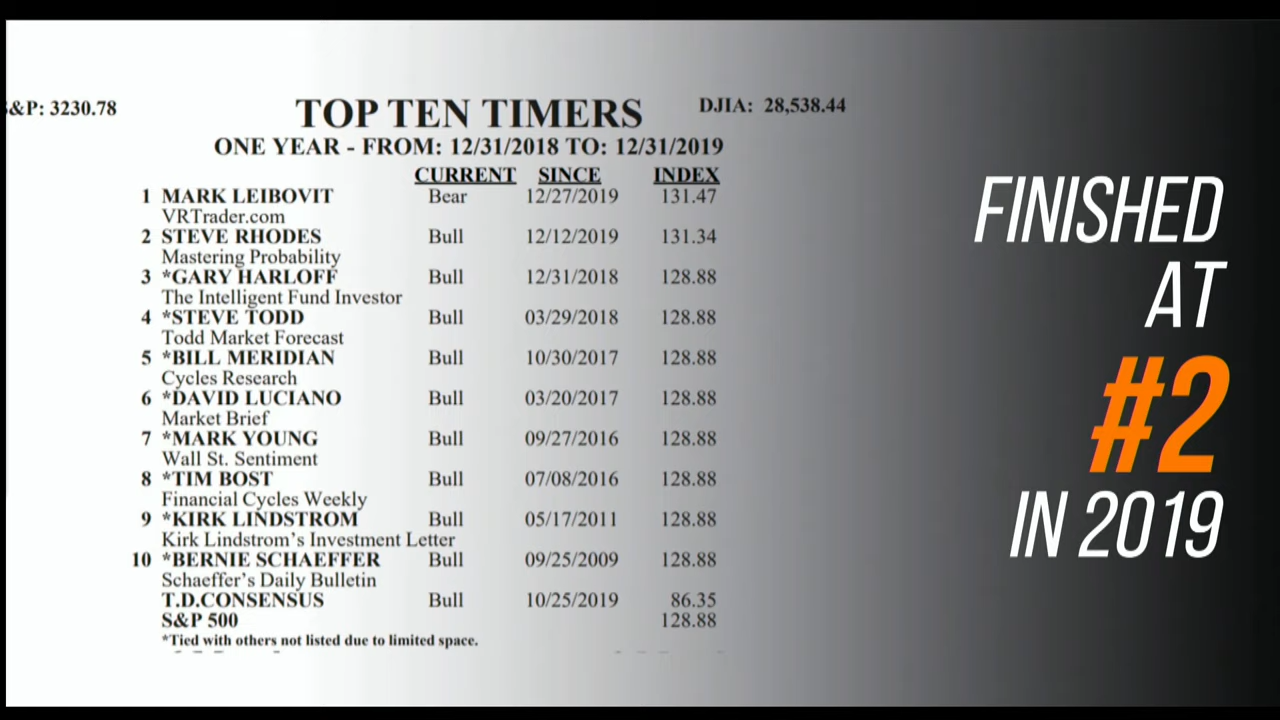 &P: 3230.78
TOP TEN TIMERS
DJIA: 28,538.44
ONE YEAR - FROM: 12/31/2018 TO: 12/31/2019
CURRENT SINCE INDEX
1 MARK LEIBOVIT Bear 12/27/2019 131.47
VRTrader.com
2 STEVE RHODES Bull 12/12/2019 131.34
Mastering Probability
3 *GARY HARLOFF Bull 12/31/2018 128.88
The Intelligent Fund Investor
4 *STEVE TODD Bull 03/29/2018 128.88
Todd Market Forecast
5 *BILL MERIDIAN Bull 10/30/2017 128.88
Cycles Research
6 *DAVID LUCIANO Bull 03/20/2017 128.88
Market Brief
7 *MARK YOUNG Bull 09/27/2016 128.88
Wall St. Sentiment
8 *TIM BOST Bull 07/08/2016 128.88
Financial Cycles Weekly
9 *KIRK LINDSTROM Bull 05/17/2011 128.88
Kirk Lindstrom's Investment Letter
10 *BERNIE SCHAEFFER Bull 09/25/2009 128.88
Schaeffer's Daily Bulletin
T.D.CONSENSUS Bull 10/25/2019 86.35
S&P 500 128.88
*Tied with others not listed due to limited space.
FINISHED
AT
#2
IN 2019